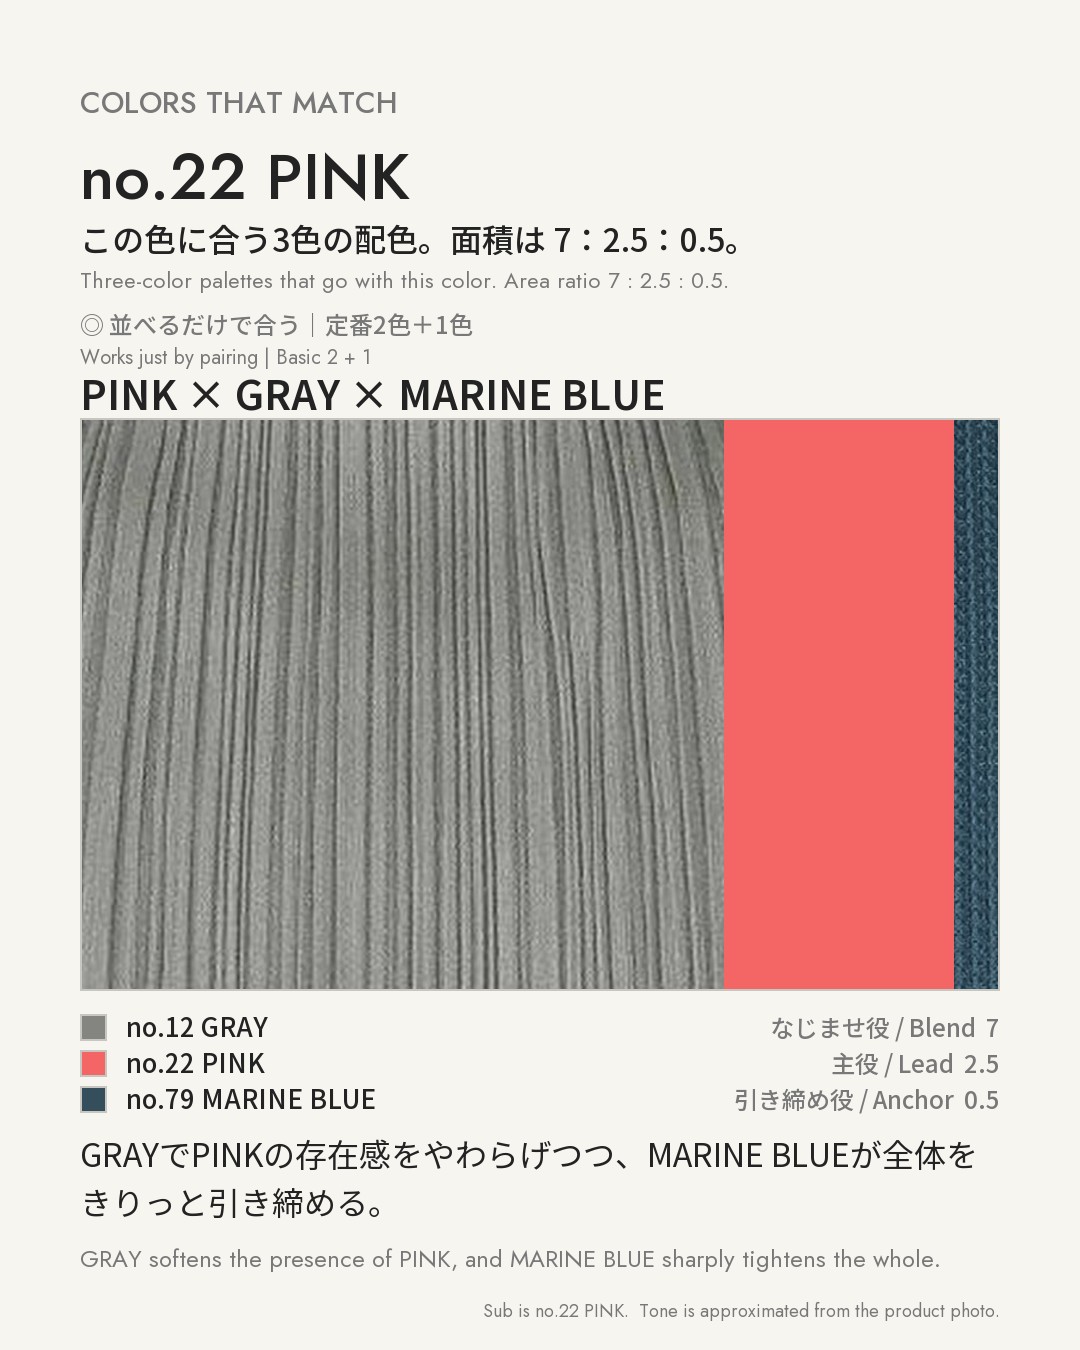 COLORS THAT MATCH
no.22 PINK
この色に合う3色の配色。面積は 7：2.5：0.5。
Three-color palettes that go with this color. Area ratio 7 : 2.5 : 0.5.
◎ 並べるだけで合う｜定番2色＋1色
Works just by pairing | Basic 2 + 1
PINK × GRAY × MARINE BLUE
no.12 GRAY なじませ役 / Blend 7
no.22 PINK 主役 / Lead 2.5
no.79 MARINE BLUE 引き締め役 / Anchor 0.5
GRAYでPINKの存在感をやわらげつつ、MARINE BLUEが全体を
きりっと引き締める。
GRAY softens the presence of PINK, and MARINE BLUE sharply tightens the whole.
Sub is no.22 PINK. Tone is approximated from the product photo.